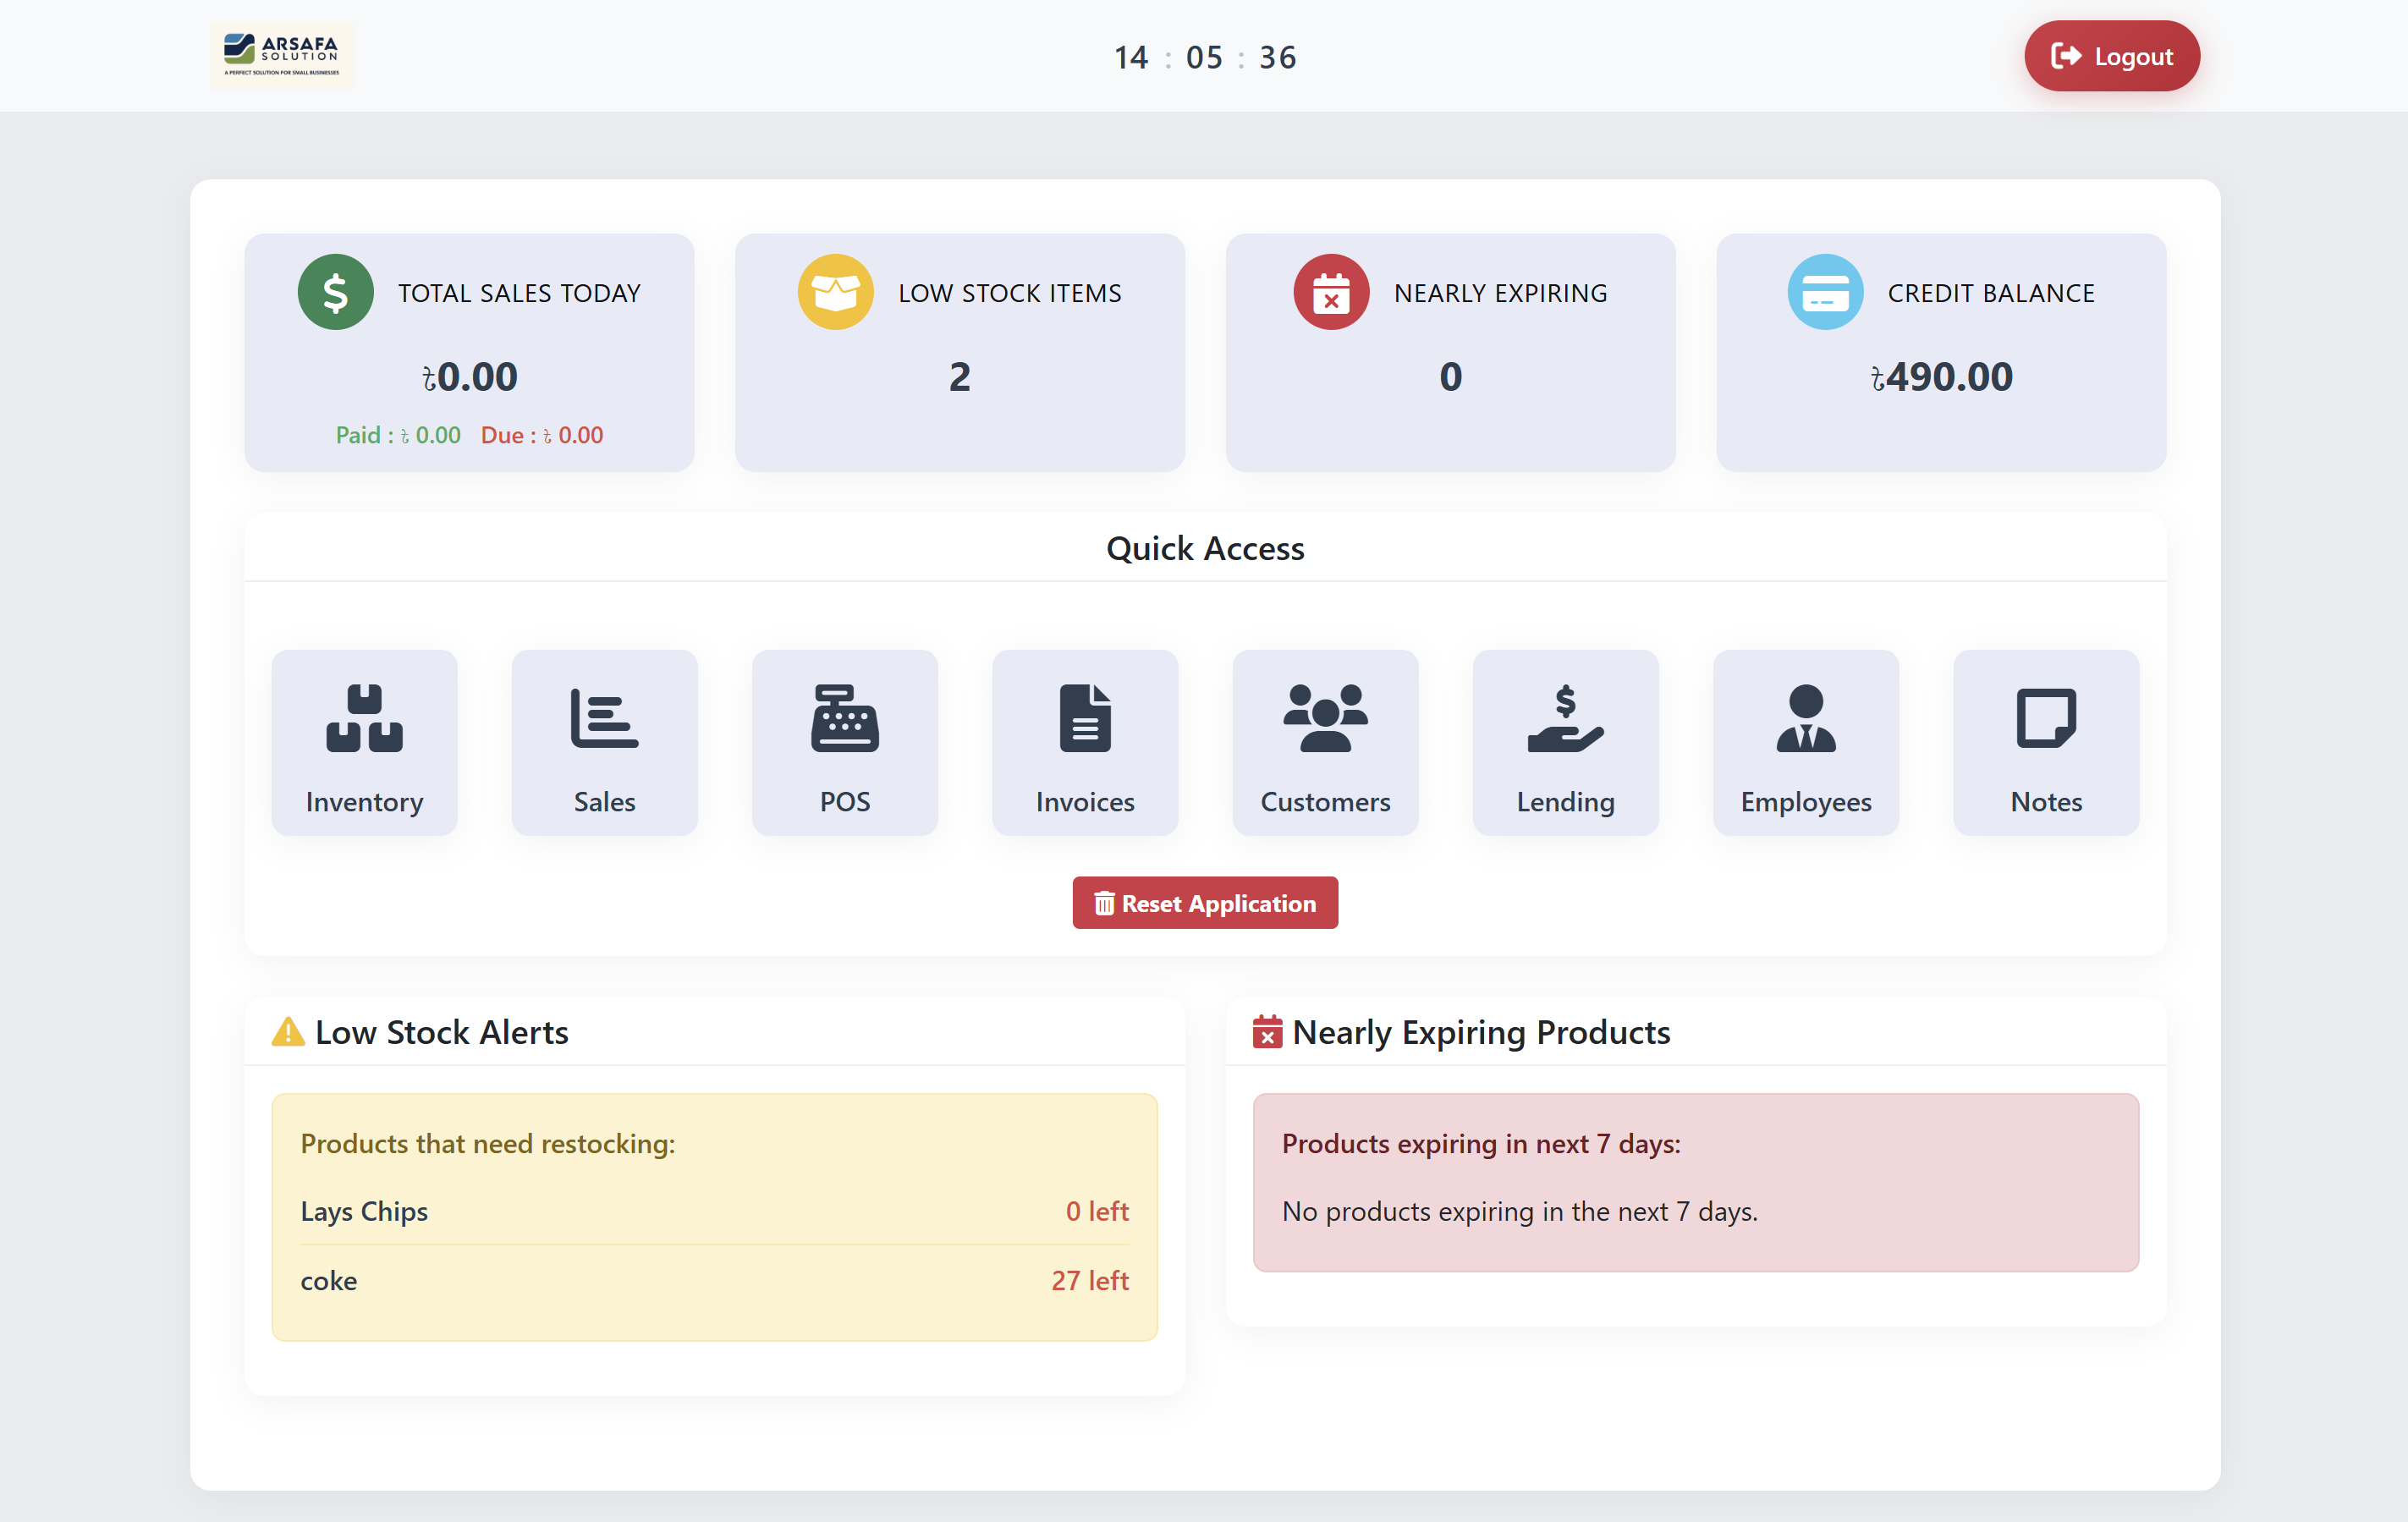 ARSAFA
SOLUTION
A PERFECT SOLUTION FOR SMALL BUSINESSES
14 : 05 : 36
Logout
TOTAL SALES TODAY
৳0.00
Paid : ৳ 0.00 Due : ৳ 0.00
LOW STOCK ITEMS
2
NEARLY EXPIRING
0
CREDIT BALANCE
৳490.00
Quick Access
Inventory
Sales
POS
Invoices
Customers
Lending
Employees
Notes
Reset Application
Low Stock Alerts
Products that need restocking:
Lays Chips 0 left
coke 27 left
Nearly Expiring Products
Products expiring in next 7 days:
No products expiring in the next 7 days.